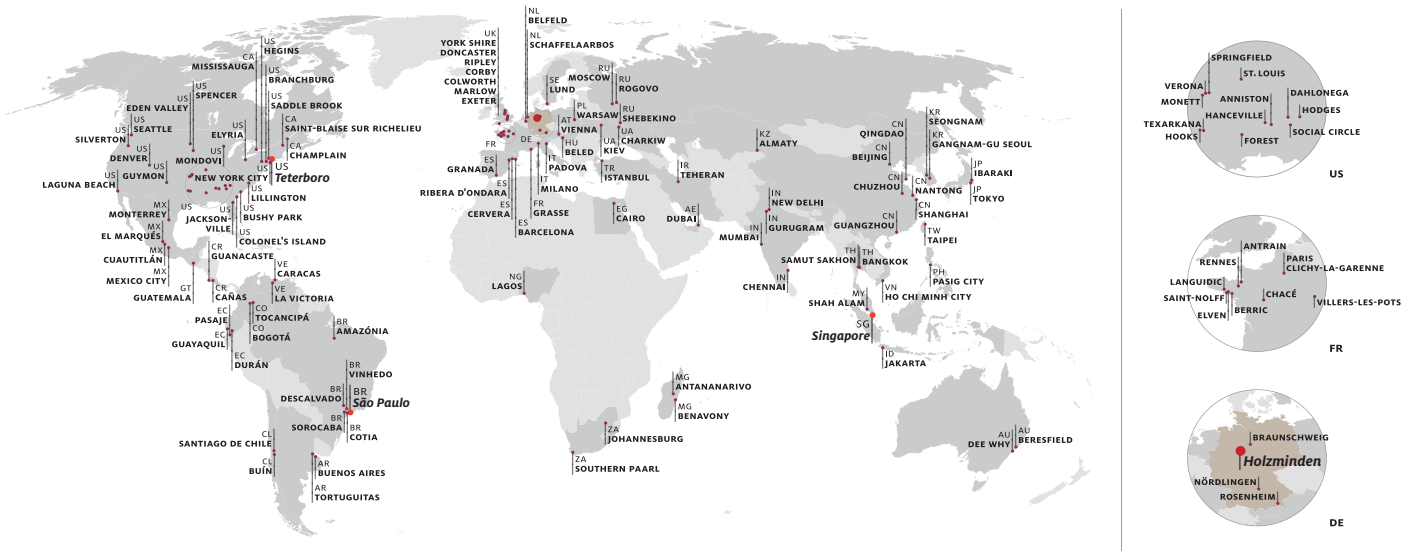 US
HEGINS
CA
MISSISSAUGA
US
BRANCHBURG
US
SPENCER
US
SADDLE BROOK
US
EDEN VALLEY
CA
SAINT-BLAISE SUR RICHELIEU
US
SEATTLE
US
SILVERTON
US
ELYRIA
CA
CHAMPLAIN
US
DENVER
US
MONDOVI
US
GUYMON
US
NEW YORK CITY
US
Teterboro
US
LAGUNA BEACH
US
LILLINGTON
MX
MONTERREY
US
US
JACKSON-
VILLE
US
BUSHY PARK
US
COLONEL'S ISLAND
MX
EL MARQUÉS
MX
CUAUTITLÁN
MX
MEXICO CITY
CR
GUANACASTE
VE
CARACAS
GT
GUATEMALA
CR
CAÑAS
VE
LA VICTORIA
EC
PASAJE
CO
TOCANCIPÁ
EC
GUAYAQUIL
CO
BOGOTÁ
BR
AMAZÓNIA
EC
DURÁN
BR
VINHEDO
BR
DESCALVADO
BR
São Paulo
BR
SOROCABA
BR
COTIA
CL
SANTIAGO DE CHILE
CL
BUÍN
AR
BUENOS AIRES
AR
TORTUGUITAS
NL
BELFELD
UK
YORK SHIRE
DONCASTER
RIPLEY
CORBY
COLWORTH
MARLOW
EXETER
NL
SCHAFFELAARBOS
SE
LUND
RU
MOSCOW
RU
ROGOVO
PL
WARSAW
RU
SHEBEKINO
AT
VIENNA
UA
CHARKIW
FR
DE
HU
BELED
UA
KIEV
ES
GRANADA
IT
PADOVA
TR
ISTANBUL
ES
RIBERA D'ONDARA
IT
MILANO
ES
CERVERA
FR
GRASSE
ES
BARCELONA
EG
CAIRO
NG
LAGOS
MG
ANTANANARIVO
MG
BENAVONY
ZA
JOHANNESBURG
ZA
SOUTHERN PAARL
KZ
ALMATY
IR
TEHERAN
AE
DUBAI
IN
NEW DELHI
IN
GURUGRAM
IN
MUMBAI
IN
CHENNAI
KR
SEONGNAM
CN
QINGDAO
KR
GANGNAM-GU SEOUL
CN
BEIJING
JP
IBARAKI
CN
CHUZHOU
CN
NANTONG
JP
TOKYO
CN
SHANGHAI
CN
GUANGZHOU
TW
TAIPEI
TH
SAMUT SAKHON
TH
BANGKOK
PH
PASIG CITY
VN
HO CHI MINH CITY
MY
SHAH ALAM
SG
Singapore
ID
JAKARTA
AU
DEE WHY
AU
BERESFIELD
SPRINGFIELD
ST. LOUIS
VERONA
MONETT
DAHLONEGA
ANNISTON
HODGES
HANCEVILLE
TEXARKANA
HOOKS
SOCIAL CIRCLE
FOREST
US
ANTRAIN
RENNES
PARIS
CLICHY-LA-GARENNE
LANGUIDIC
SAINT-NOLFF
CHACÉ
VILLERS-LES-POTS
BERRIC
ELVEN
FR
BRAUNSCHWEIG
Holzminden
NÖRDLINGEN
ROSENHEIM
DE